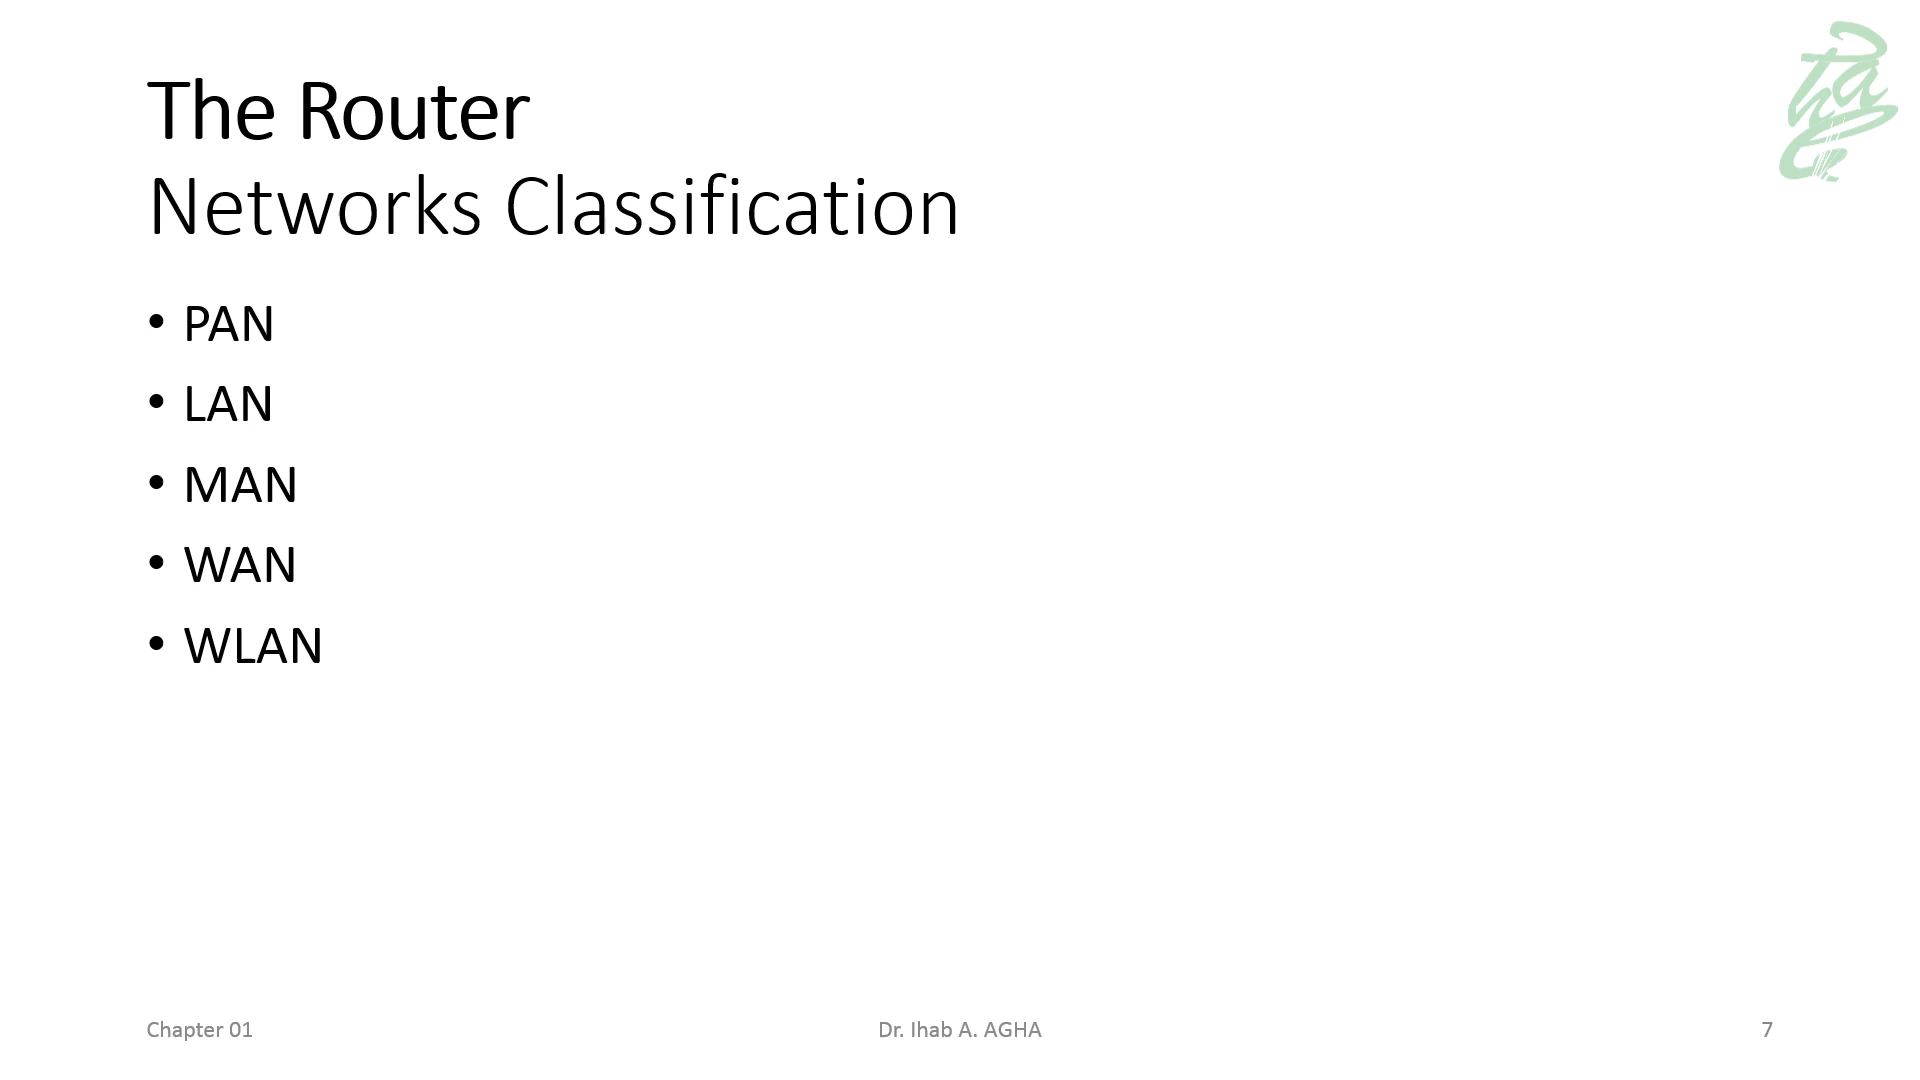 The Router
Networks Classification
• PAN
• LAN
• MAN
• WAN
• WLAN
Chapter 01
Dr. Ihab A. AGHA
7